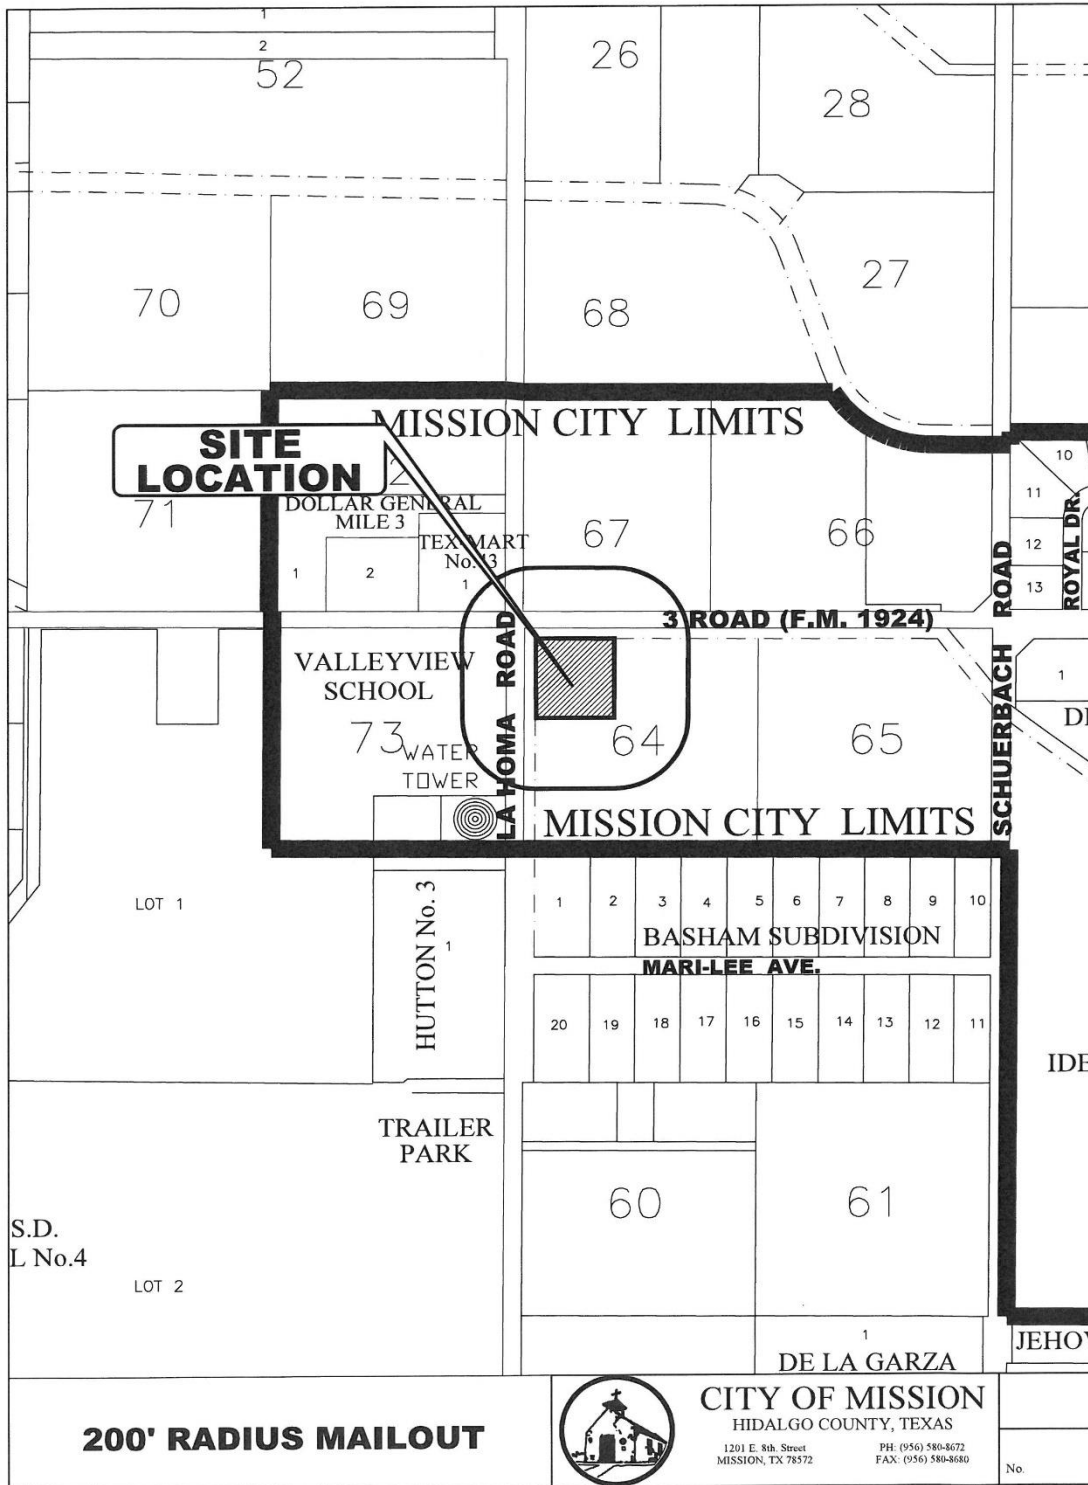 1
2
52
26
28
70
69
68
27
MISSION CITY LIMITS
SITE
LOCATION
2
71
DOLLAR GENERAL
MILE 3
TEX MART
No.43
1
2
1
67
66
10
11
12
13
ROYAL DR.
3 ROAD (F.M. 1924)
SCHUERBACH ROAD
LA HOMA ROAD
VALLEYVIEW
SCHOOL
73
WATER
TOWER
64
65
1
MISSION CITY LIMITS
LOT 1
HUTTON No. 3
1
1 2 3 4 5 6 7 8 9 10
BASHAM SUBDIVISION
MARI-LEE AVE.
20 19 18 17 16 15 14 13 12 11
TRAILER
PARK
60
61
S.D.
L No.4
LOT 2
1
DE LA GARZA
200' RADIUS MAILOUT
CITY OF MISSION
HIDALGO COUNTY, TEXAS
1201 E. 8th. Street
MISSION, TX 78572
PH: (956) 580-8672
FAX: (956) 580-8680
No.